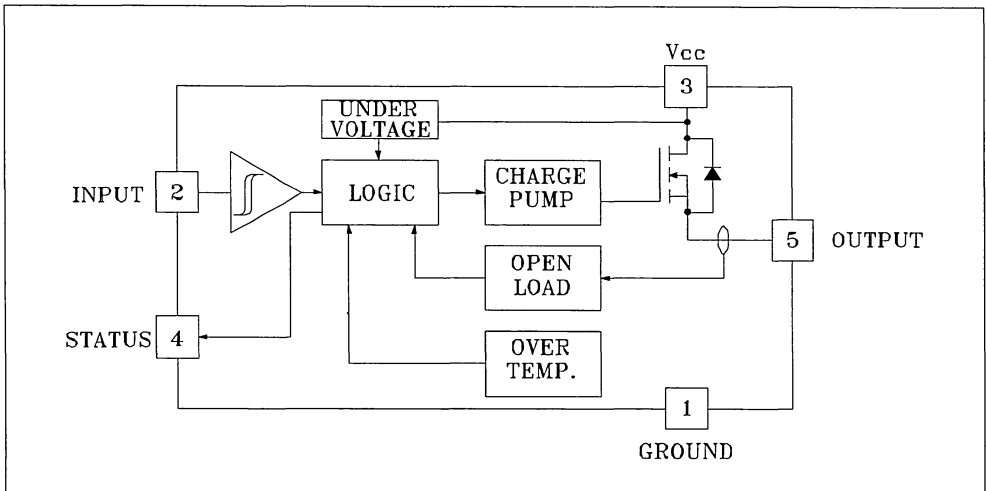 Vcc
3
UNDER
VOLTAGE
INPUT
2
LOGIC
CHARGE
PUMP
5
OUTPUT
OPEN
LOAD
STATUS
4
OVER
TEMP.
1
GROUND